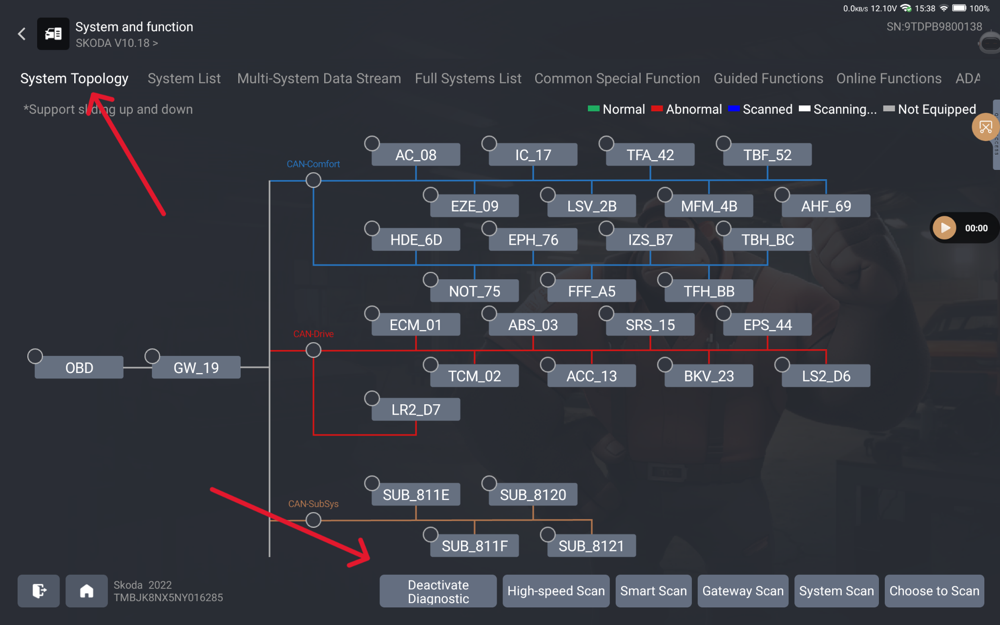 0.0KB/S 12.10V 15:38 100%
System and function
SKODA V10.18 >
SN:9TDPB9800138
System Topology System List Multi-System Data Stream Full Systems List Common Special Function Guided Functions Online Functions ADA
*Support sliding up and down
Normal Abnormal Scanned Scanning... Not Equipped
AC_08 IC_17 TFA_42 TBF_52
CAN-Comfort
EZE_09 LSV_2B MFM_4B AHF_69
00:00
HDE_6D EPH_76 IZS_B7 TBH_BC
NOT_75 FFF_A5 TFH_BB
ECM_01 ABS_03 SRS_15 EPS_44
CAN-Drive
OBD GW_19
TCM_02 ACC_13 BKV_23 LS2_D6
LR2_D7
SUB_811E SUB_8120
CAN-SubSys
SUB_811F SUB_8121
Skoda 2022
TMBJK8NX5NY016285
Deactivate
Diagnostic
High-speed Scan
Smart Scan
Gateway Scan
System Scan
Choose to Scan